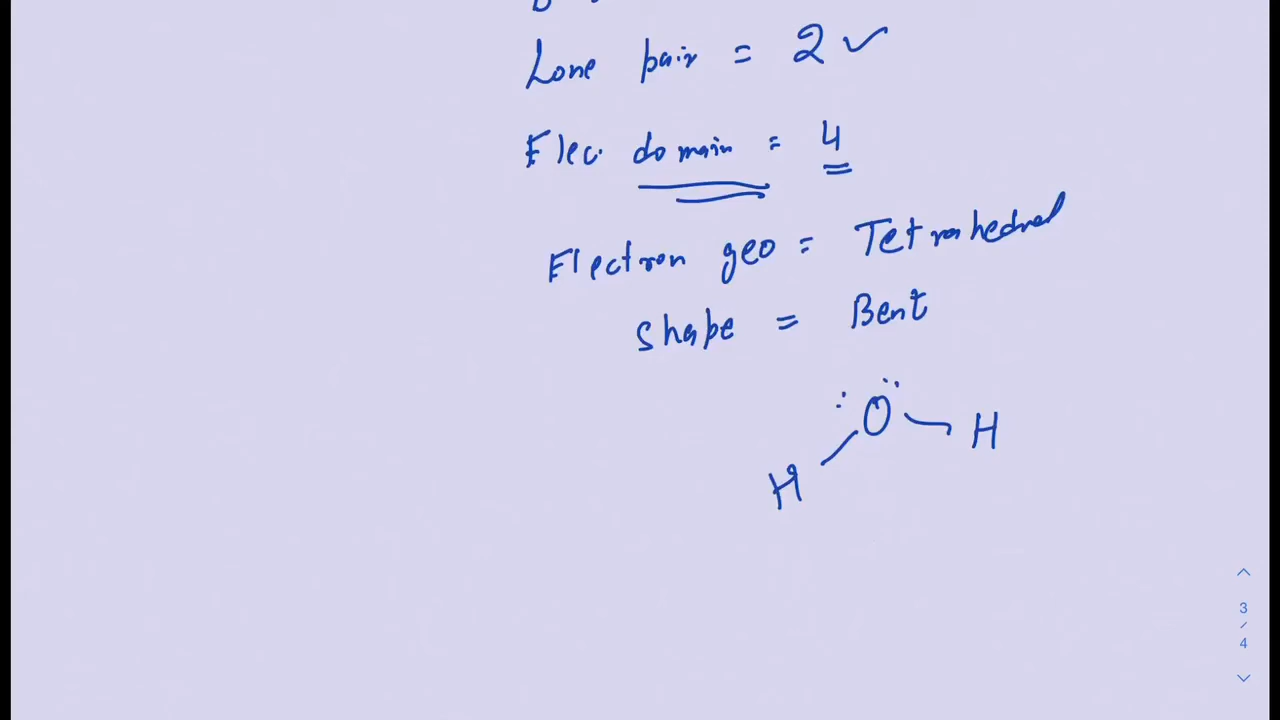 Lone pair = 2 ✓
Elec. domain = 4
Electron geo = Tetrahedral
shape = Bent
:O:
H H
3
/
4